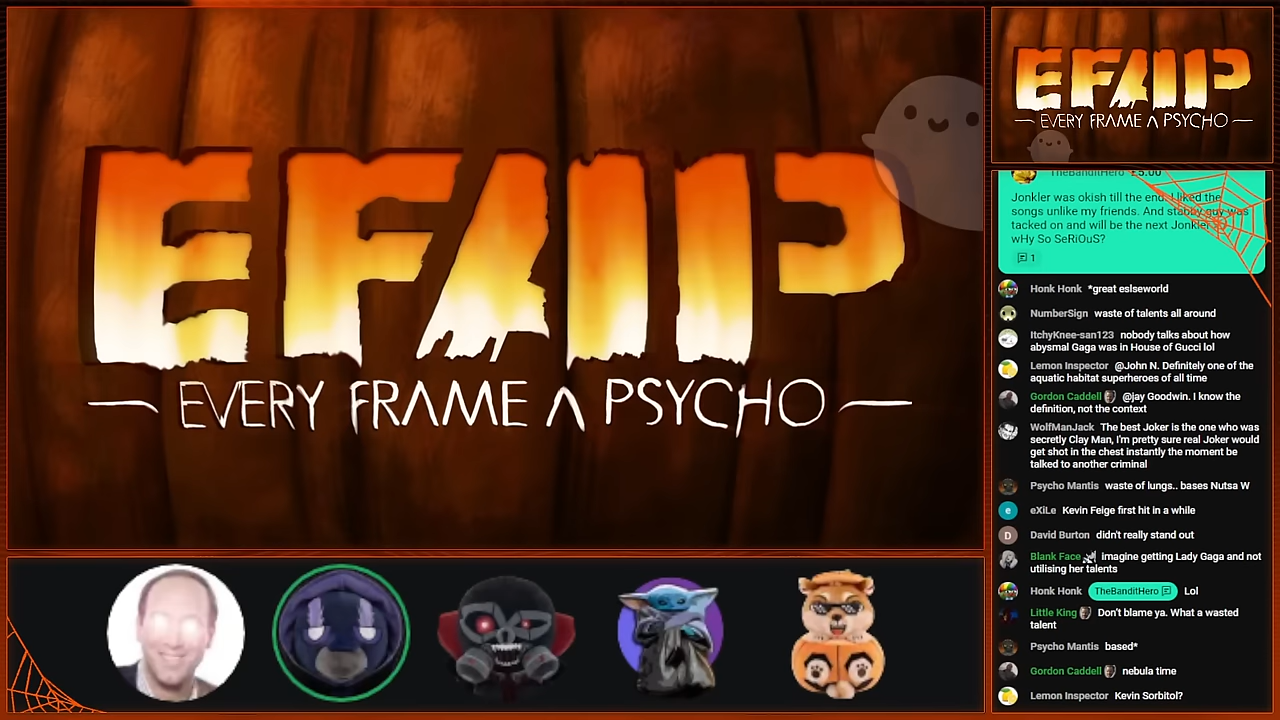 EFAP
EVERY FRAME A PSYCHO
EFAP
EVERY FRAME A PSYCHO
TheBanditHero £5.00
Jonkler was okish till the end. I liked the
songs unlike my friends. And stabby guy was
tacked on and will be the next Jonkler
wHy So SeRiOuS?
1
Honk Honk *great eslseworld
NumberSign waste of talents all around
ItchyKnee-san123 nobody talks about how
abysmal Gaga was in House of Gucci lol
Lemon Inspector @John N. Definitely one of the
aquatic habitat superheroes of all time
Gordon Caddell @jay Goodwin. I know the
definition, not the context
WolfManJack The best Joker is the one who was
secretly Clay Man, I'm pretty sure real Joker would
get shot in the chest instantly the moment be
talked to another criminal
Psycho Mantis waste of lungs.. bases Nutsa W
e eXiLe Kevin Feige first hit in a while
D David Burton didn't really stand out
Blank Face imagine getting Lady Gaga and not
utilising her talents
Honk Honk TheBanditHero Lol
Little King Don't blame ya. What a wasted
talent
Psycho Mantis based*
Gordon Caddell nebula time
Lemon Inspector Kevin Sorbitol?